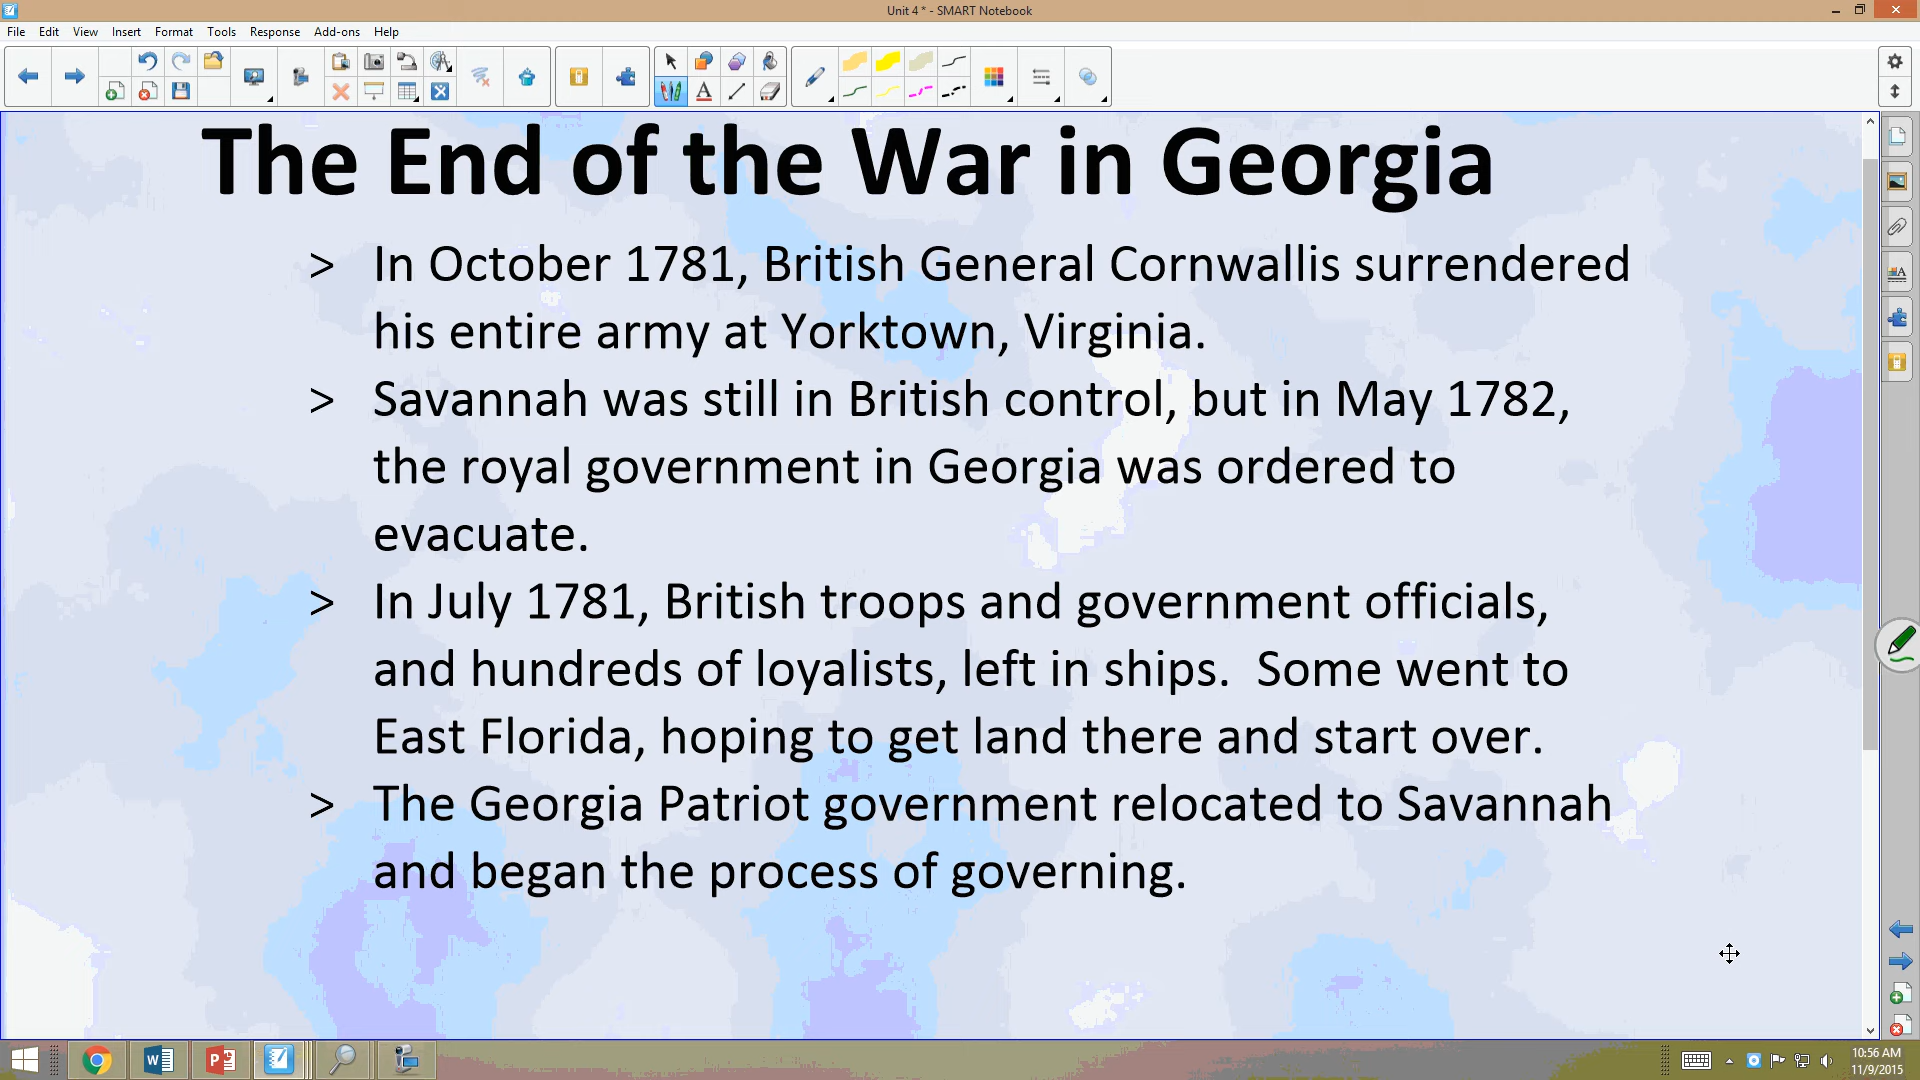 Unit 4 * - SMART Notebook
File Edit View Insert Format Tools Response Add-ons Help
The End of the War in Georgia
> In October 1781, British General Cornwallis surrendered
his entire army at Yorktown, Virginia.
> Savannah was still in British control, but in May 1782,
the royal government in Georgia was ordered to
evacuate.
> In July 1781, British troops and government officials,
and hundreds of loyalists, left in ships.  Some went to
East Florida, hoping to get land there and start over.
> The Georgia Patriot government relocated to Savannah
and began the process of governing.
10:56 AM
11/9/2015